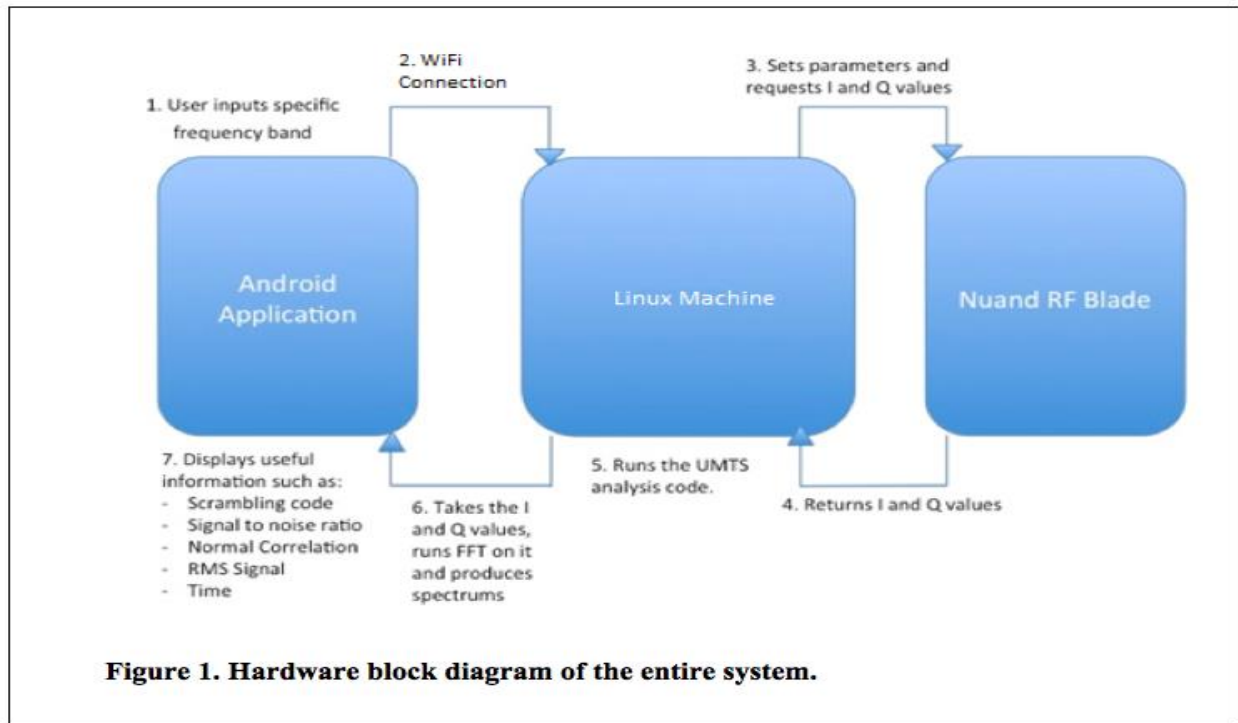 1. User inputs specific
frequency band
2. WiFi
Connection
3. Sets parameters and
requests I and Q values
Android
Application
Linux Machine
Nuand RF Blade
4. Returns I and Q values
5. Runs the UMTS
analysis code.
6. Takes the I
and Q values,
runs FFT on it
and produces
spectrums
7. Displays useful
information such as:
- Scrambling code
- Signal to noise ratio
- Normal Correlation
- RMS Signal
- Time
Figure 1. Hardware block diagram of the entire system.